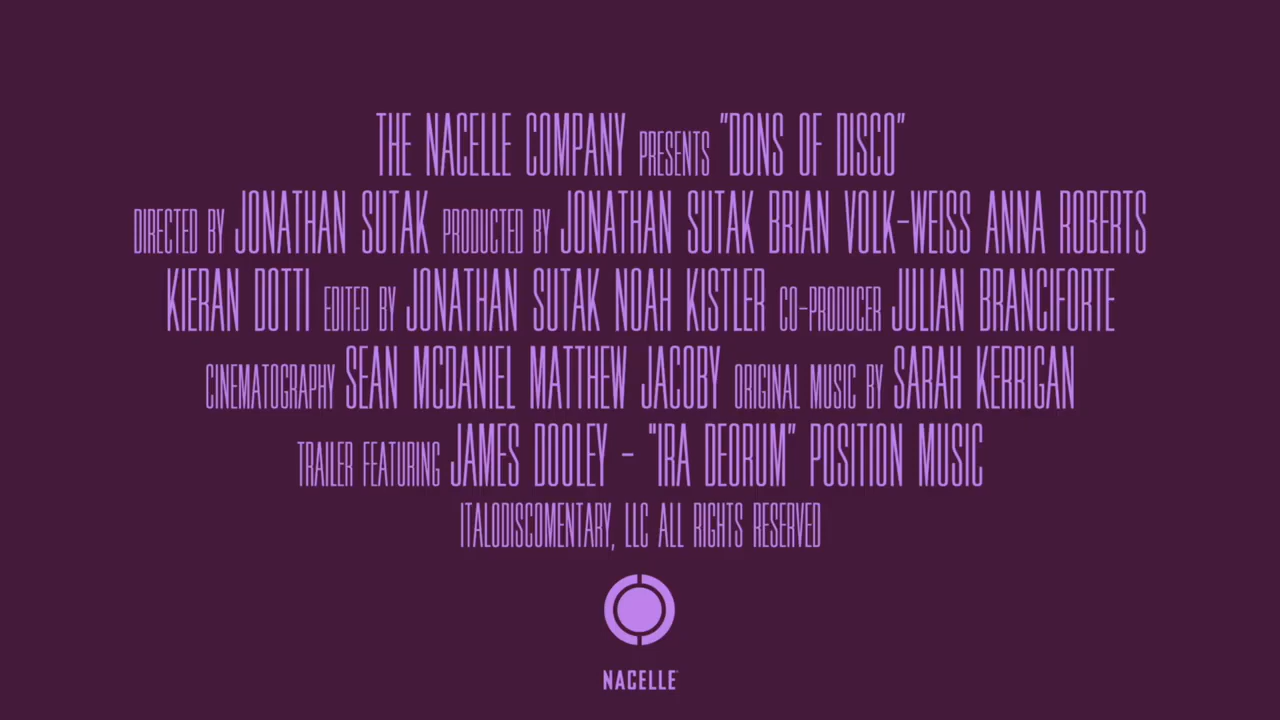 THE NACELLE COMPANY PRESENTS "DONS OF DISCO"
DIRECTED BY JONATHAN SUTAK PRODUCTED BY JONATHAN SUTAK BRIAN VOLK-WEISS ANNA ROBERTS
KIERAN DOTTI EDITED BY JONATHAN SUTAK NOAH KISTLER CO-PRODUCER JULIAN BRANCIFORTE
CINEMATOGRAPHY SEAN MCDANIEL MATTHEW JACOBY ORIGINAL MUSIC BY SARAH KERRIGAN
TRAILER FEATURING JAMES DOOLEY - "IRA DEORUM" POSITION MUSIC
ITALODISCOMENTARY, LLC ALL RIGHTS RESERVED
NACELLE